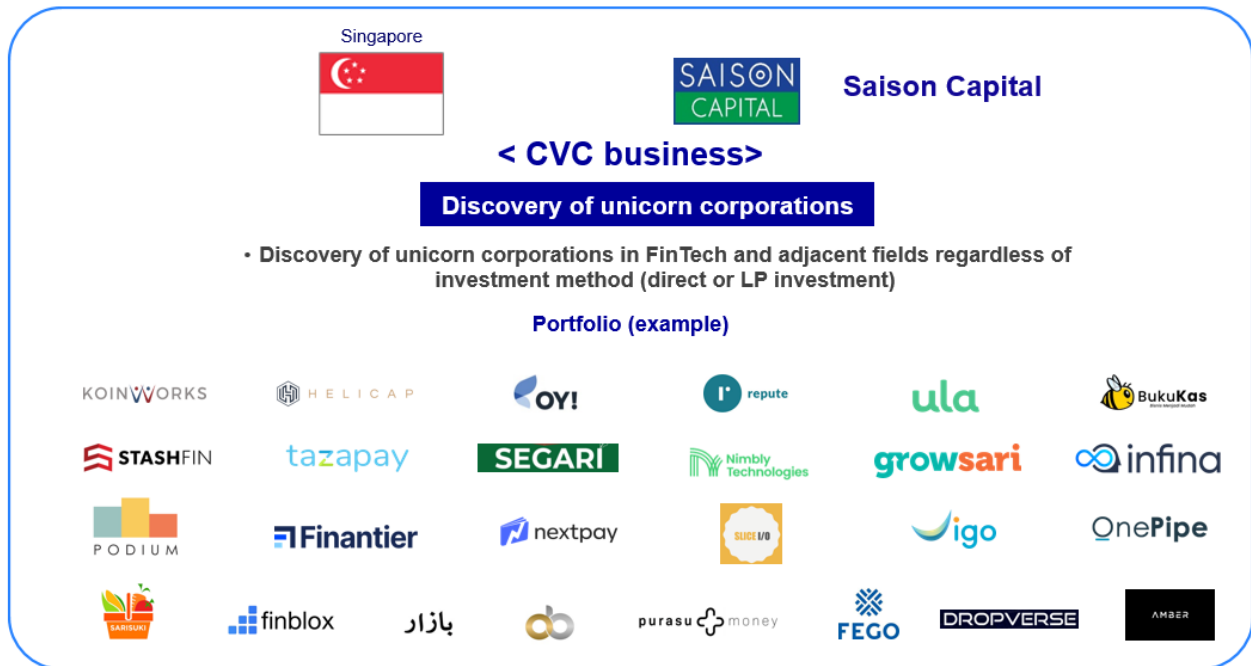 Singapore
SAISON
CAPITAL
Saison Capital
< CVC business>
Discovery of unicorn corporations
• Discovery of unicorn corporations in FinTech and adjacent fields regardless of
investment method (direct or LP investment)
Portfolio (example)
KOINWORKS
HELICAP
OY!
r repute
ula
BukuKas
STASHFIN
tazapay
SEGARI
Nimbly
Technologies
growsari
infina
PODIUM
Finantier
nextpay
SLICE I/O
Vigo
OnePipe
SARISUKI
finblox
بازار
purasu money
FEGO
DROPVERSE
AMBER